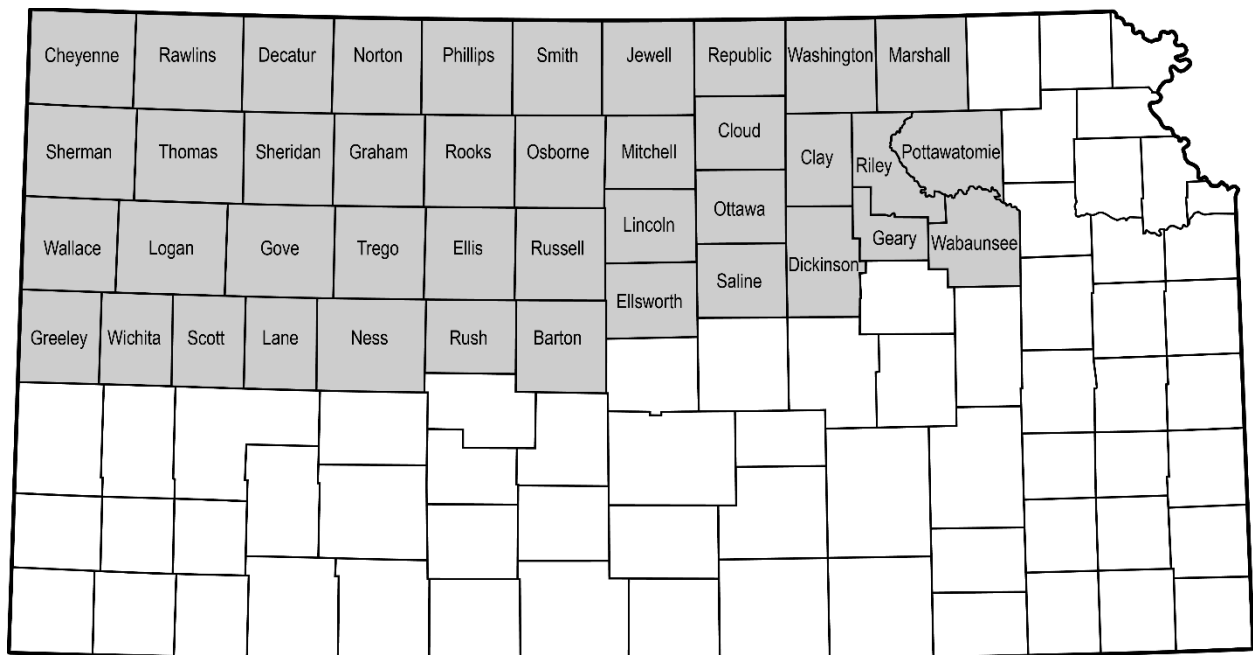 Cheyenne
Rawlins
Decatur
Norton
Phillips
Smith
Jewell
Republic
Washington
Marshall
Sherman
Thomas
Sheridan
Graham
Rooks
Osborne
Mitchell
Cloud
Clay
Riley
Pottawatomie
Wallace
Logan
Gove
Trego
Ellis
Russell
Lincoln
Ottawa
Geary
Wabaunsee
Greeley
Wichita
Scott
Lane
Ness
Rush
Barton
Ellsworth
Saline
Dickinson